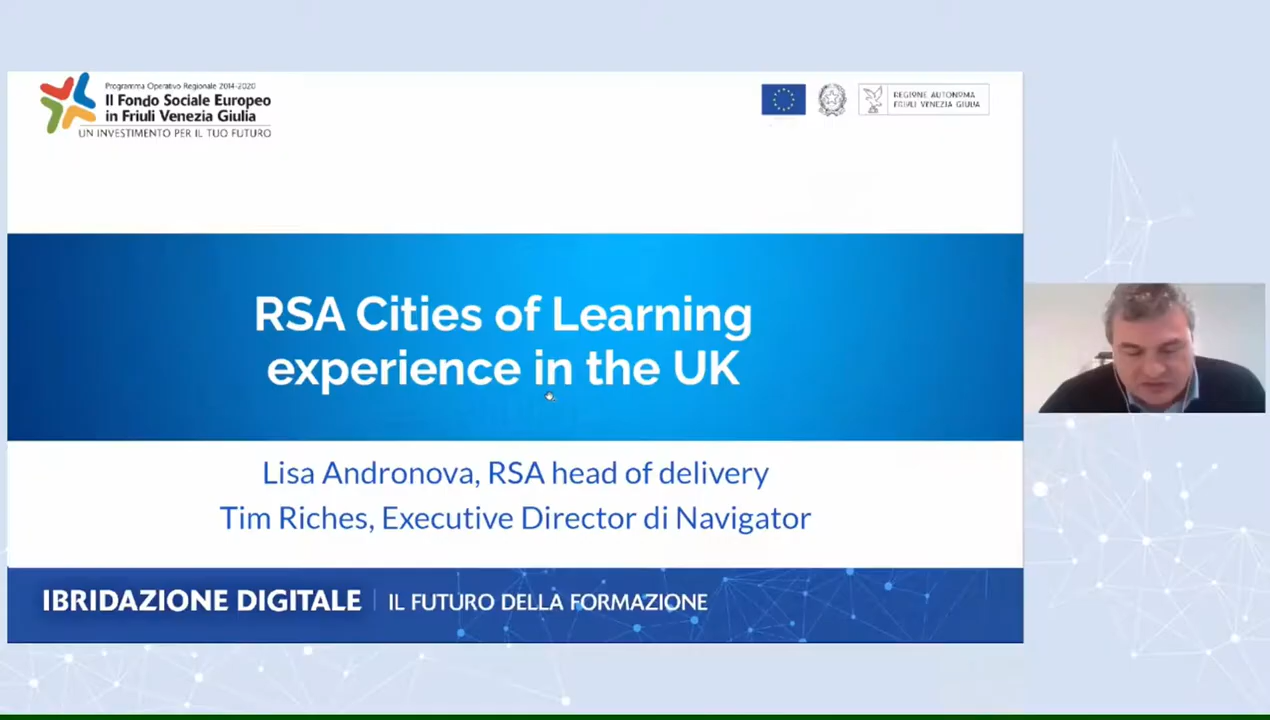 Programma Operativo Regionale 2014-2020
Il Fondo Sociale Europeo
in Friuli Venezia Giulia
UN INVESTIMENTO PER IL TUO FUTURO
REGIONE AUTONOMA
FRIULI VENEZIA GIULIA
RSA Cities of Learning
experience in the UK
Lisa Andronova, RSA head of delivery
Tim Riches, Executive Director di Navigator
IBRIDAZIONE DIGITALE | IL FUTURO DELLA FORMAZIONE